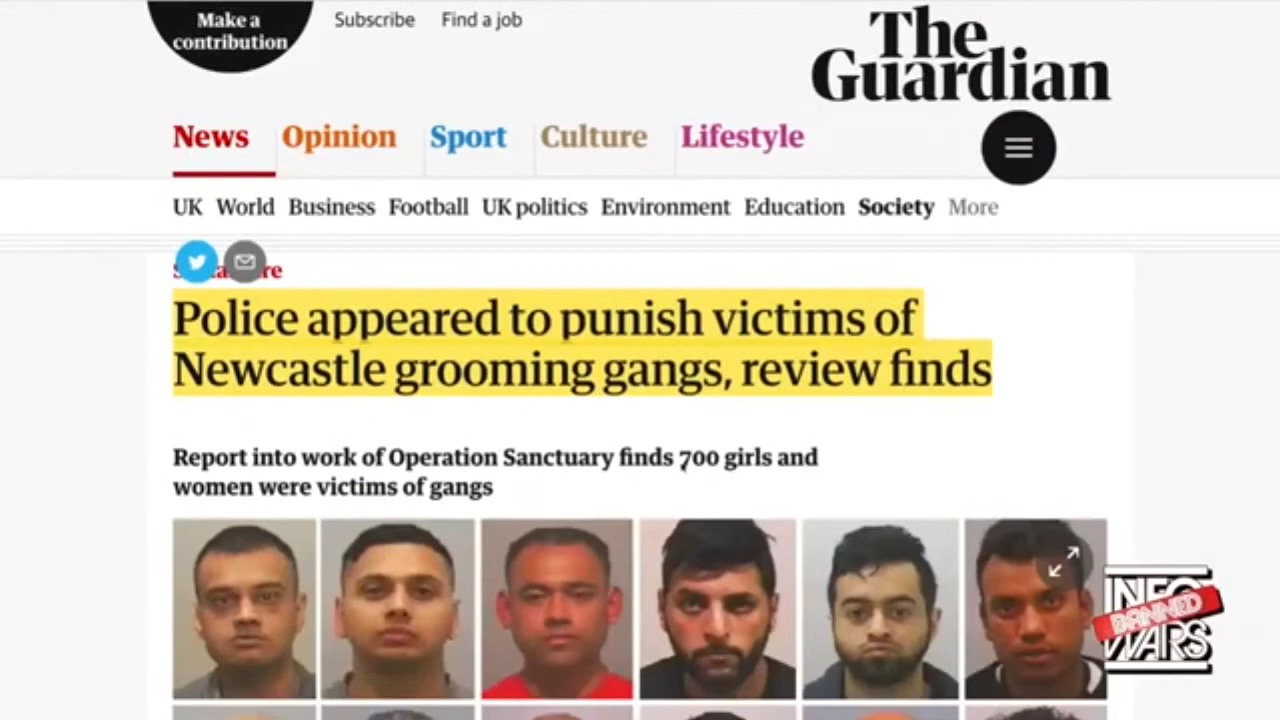 Make a
contribution
Subscribe
Find a job
The
Guardian
News
Opinion
Sport
Culture
Lifestyle
UK World Business Football UK politics Environment Education Society More
Police appeared to punish victims of
Newcastle grooming gangs, review finds
Report into work of Operation Sanctuary finds 700 girls and
women were victims of gangs
INFO
BANNED
WARS